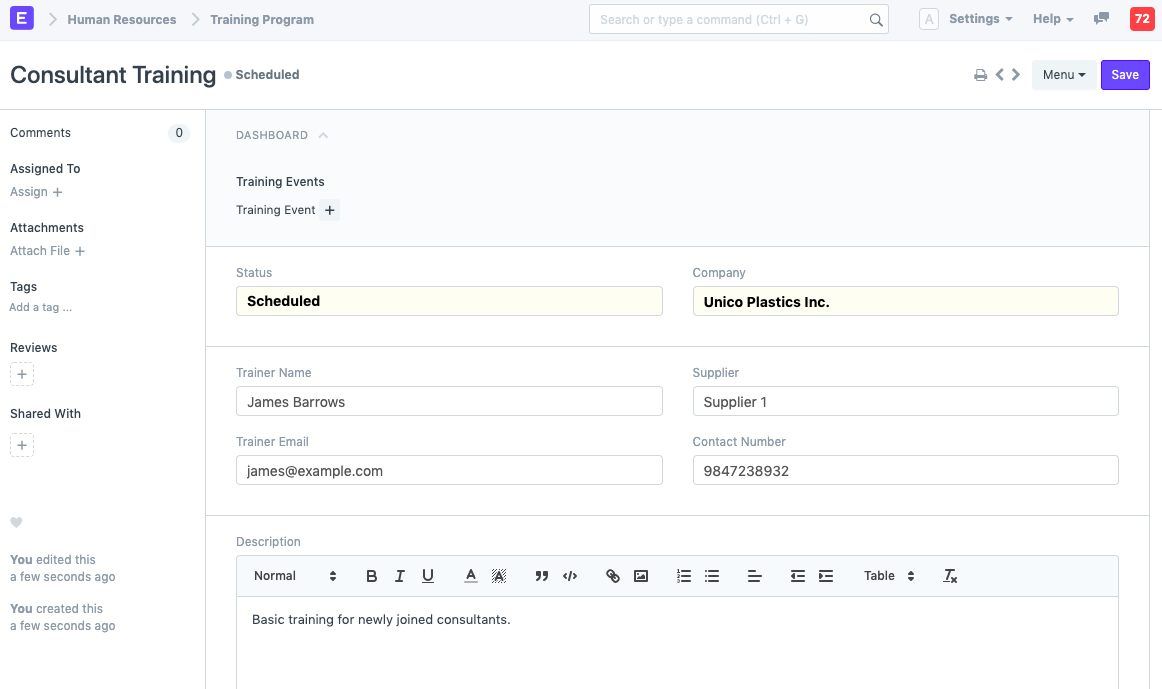 E Human Resources Training Program Search or type a command (Ctrl + G) A Settings Help 72
Consultant Training Scheduled Menu Save
Comments 0
Assigned To
Assign +
Attachments
Attach File +
Tags
Add a tag ...
Reviews
+
Shared With
+
You edited this
a few seconds ago
You created this
a few seconds ago
DASHBOARD
Training Events
Training Event +
Status Company
Scheduled Unico Plastics Inc.
Trainer Name Supplier
James Barrows Supplier 1
Trainer Email Contact Number
james@example.com 9847238932
Description
Normal B I U A A Table Tx
Basic training for newly joined consultants.